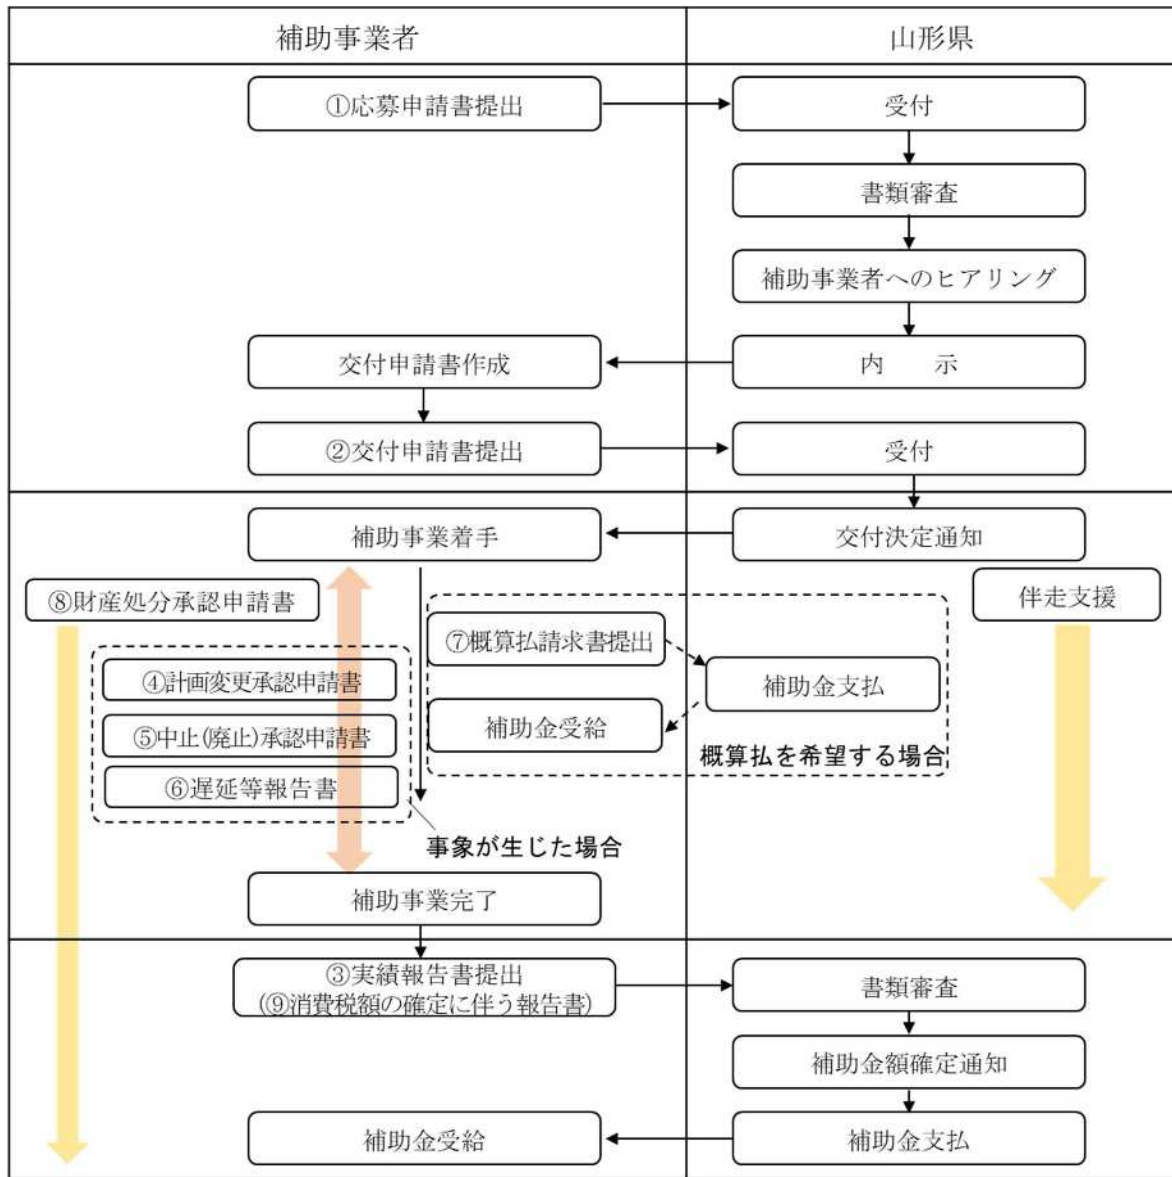 補助事業者
山形県
①応募申請書提出
受付
書類審査
補助事業者へのヒアリング
交付申請書作成
内　　示
②交付申請書提出
受付
補助事業着手
交付決定通知
⑧財産処分承認申請書
伴走支援
⑦概算払請求書提出
④計画変更承認申請書
補助金支払
⑤中止(廃止)承認申請書
補助金受給
概算払を希望する場合
⑥遅延等報告書
事象が生じた場合
補助事業完了
③実績報告書提出
(⑨消費税額の確定に伴う報告書)
書類審査
補助金額確定通知
補助金受給
補助金支払